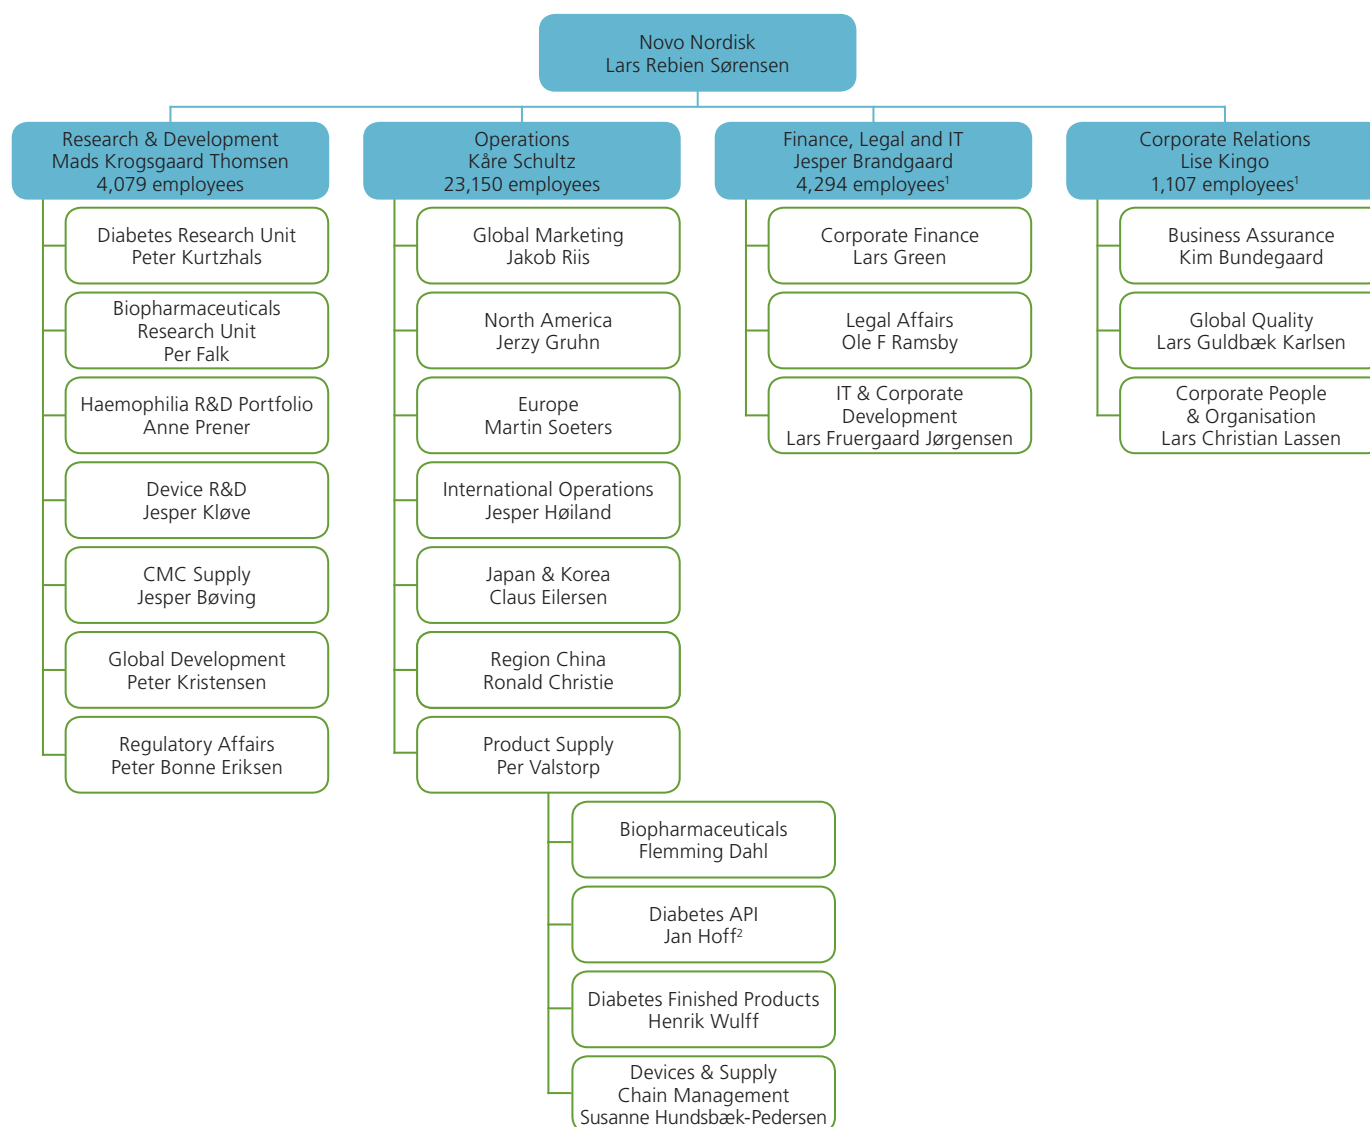 Novo Nordisk
Lars Rebien Sørensen
Research & Development
Mads Krogsgaard Thomsen
4,079 employees
Operations
Kåre Schultz
23,150 employees
Finance, Legal and IT
Jesper Brandgaard
4,294 employees¹
Corporate Relations
Lise Kingo
1,107 employees¹
Diabetes Research Unit
Peter Kurtzhals
Biopharmaceuticals
Research Unit
Per Falk
Haemophilia R&D Portfolio
Anne Prener
Device R&D
Jesper Kløve
CMC Supply
Jesper Bøving
Global Development
Peter Kristensen
Regulatory Affairs
Peter Bonne Eriksen
Global Marketing
Jakob Riis
North America
Jerzy Gruhn
Europe
Martin Soeters
International Operations
Jesper Høiland
Japan & Korea
Claus Eilersen
Region China
Ronald Christie
Product Supply
Per Valstorp
Biopharmaceuticals
Flemming Dahl
Diabetes API
Jan Hoff²
Diabetes Finished Products
Henrik Wulff
Devices & Supply
Chain Management
Susanne Hundsbæk-Pedersen
Corporate Finance
Lars Green
Legal Affairs
Ole F Ramsby
IT & Corporate
Development
Lars Fruergaard Jørgensen
Business Assurance
Kim Bundegaard
Global Quality
Lars Guldbæk Karlsen
Corporate People
& Organisation
Lars Christian Lassen